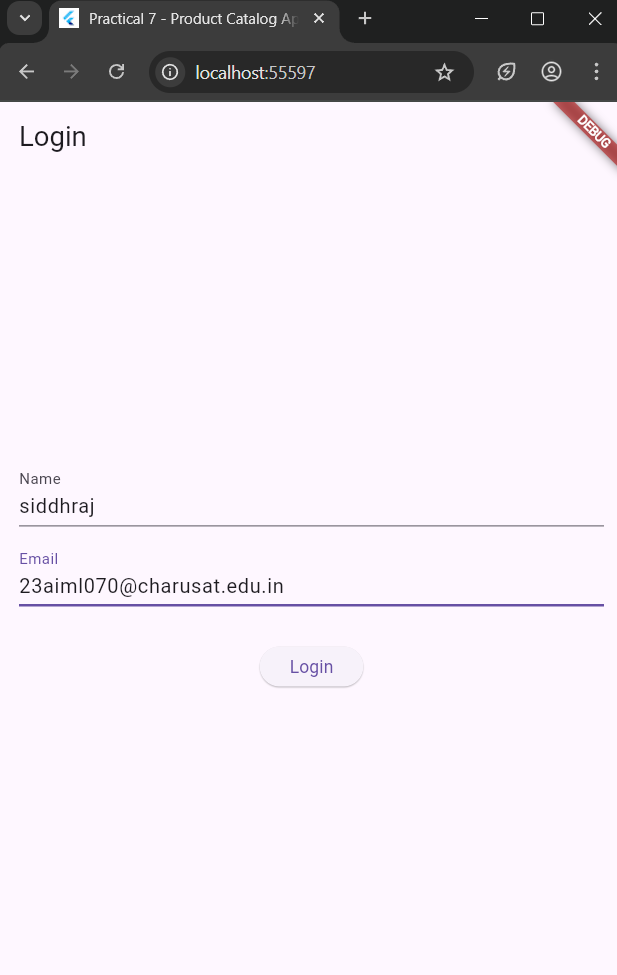 Practical 7 - Product Catalog Ap
localhost:55597
DEBUG
Login
Name
siddhraj
Email
23aiml070@charusat.edu.in
Login